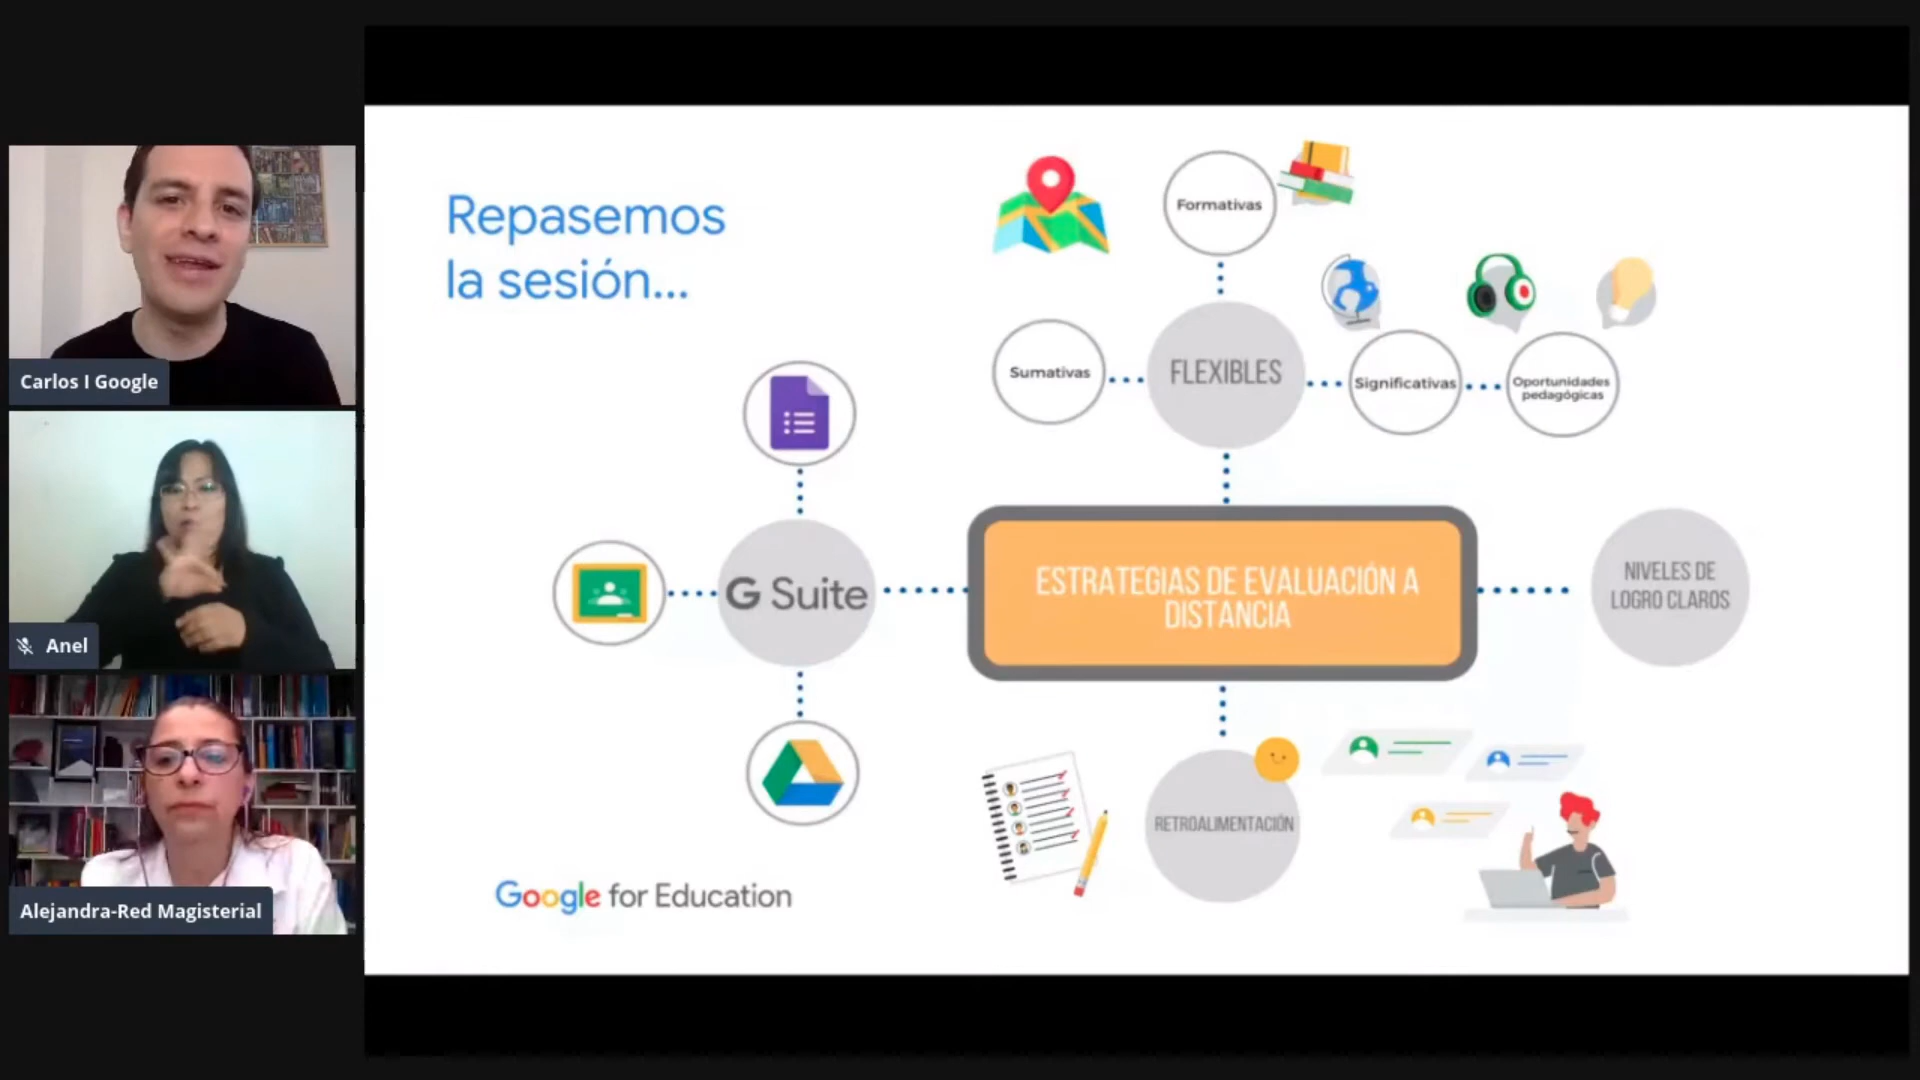 Carlos I Google
Anel
Alejandra-Red Magisterial
Repasemos
la sesión...
Formativas
Sumativas
FLEXIBLES
Significativas
Oportunidades
pedagógicas
G Suite
ESTRATEGIAS DE EVALUACIÓN A
DISTANCIA
NIVELES DE
LOGRO CLAROS
RETROALIMENTACIÓN
Google for Education